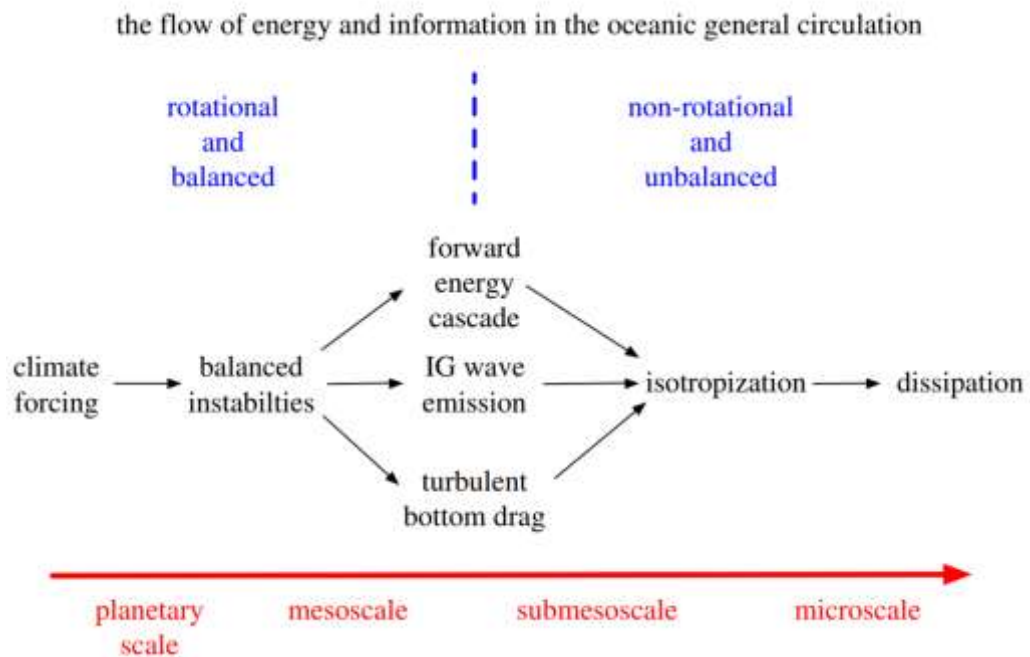 the flow of energy and information in the oceanic general circulation
rotational
and
balanced
non-rotational
and
unbalanced
forward
energy
cascade
climate
forcing
balanced
instabilties
IG wave
emission
isotropization
dissipation
turbulent
bottom drag
planetary
scale
mesoscale
submesoscale
microscale